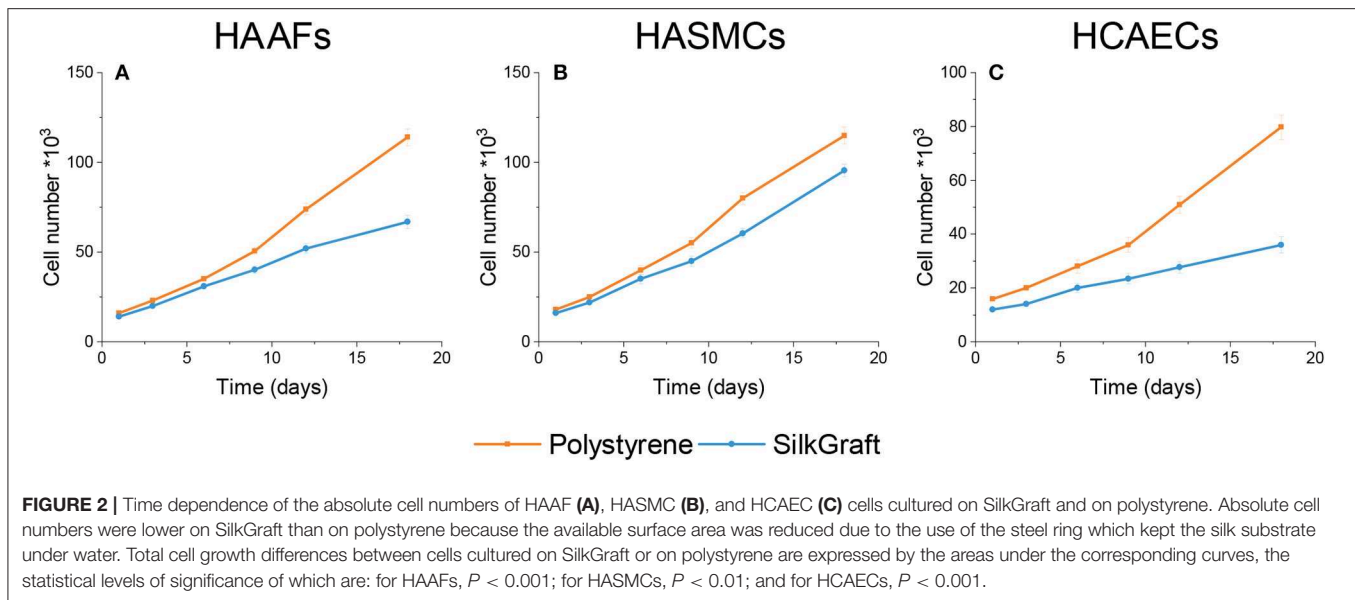 HAAFs
HASMCs
HCAECs
A
150
100
50
0
Cell number *10³
0
5
10
15
20
Time (days)
B
150
100
50
0
Cell number *10³
0
5
10
15
20
Time (days)
C
100
80
60
40
20
0
Cell number *10³
0
5
10
15
20
Time (days)
Polystyrene
SilkGraft
FIGURE 2 | Time dependence of the absolute cell numbers of HAAF (A), HASMC (B), and HCAEC (C) cells cultured on SilkGraft and on polystyrene. Absolute cell
numbers were lower on SilkGraft than on polystyrene because the available surface area was reduced due to the use of the steel ring which kept the silk substrate
under water. Total cell growth differences between cells cultured on SilkGraft or on polystyrene are expressed by the areas under the corresponding curves, the
statistical levels of significance of which are: for HAAFs, P < 0.001; for HASMCs, P < 0.01; and for HCAECs, P < 0.001.